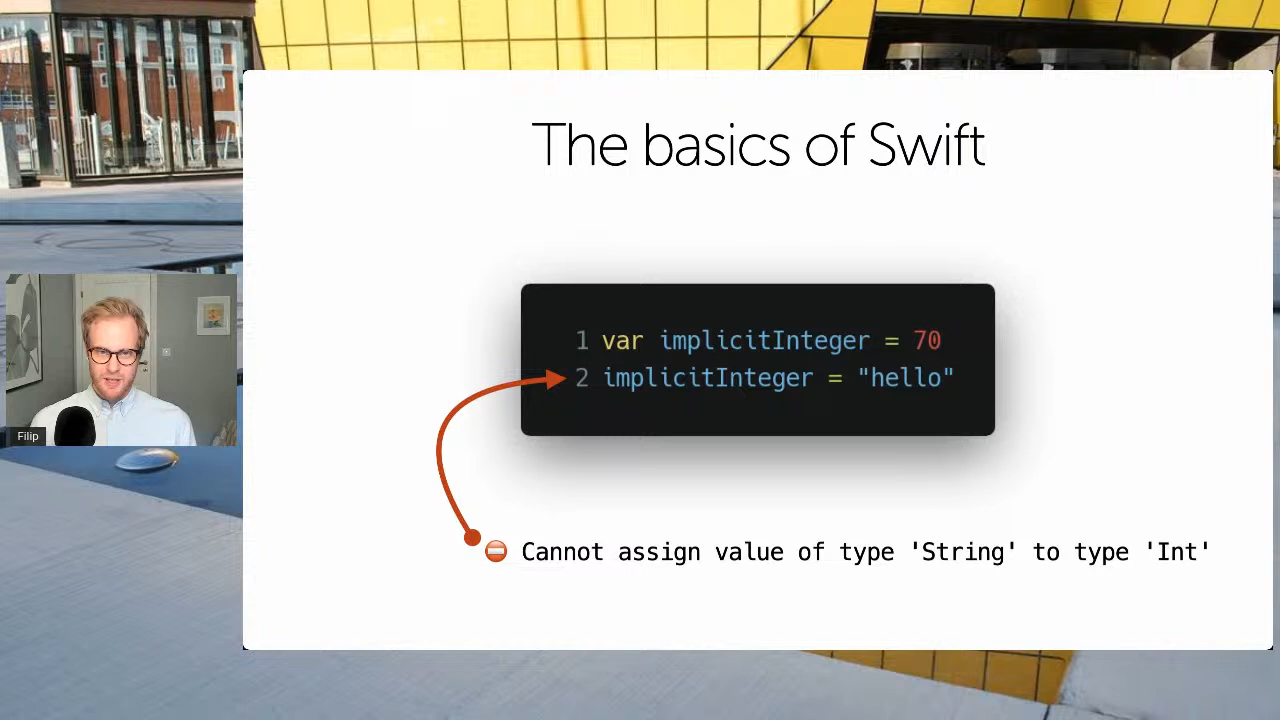 The basics of Swift
1 var implicitInteger = 70
2 implicitInteger = "hello"
Filip
Cannot assign value of type 'String' to type 'Int'